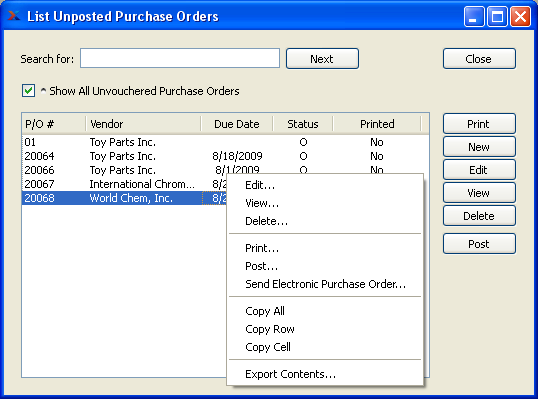 List Unposted Purchase Orders
Search for: Next Close
^ Show All Unvouchered Purchase Orders
P/O # Vendor Due Date Status Printed Print
01 Toy Parts Inc. O No
20064 Toy Parts Inc. 8/18/2009 O No New
20066 Toy Parts Inc. 8/1/2009 O No Edit
20067 International Chrom... 8/2
20068 World Chem, Inc. 8/2 View
Edit...
View...
Delete... Delete
Print... Post
Post...
Send Electronic Purchase Order...
Copy All
Copy Row
Copy Cell
Export Contents...